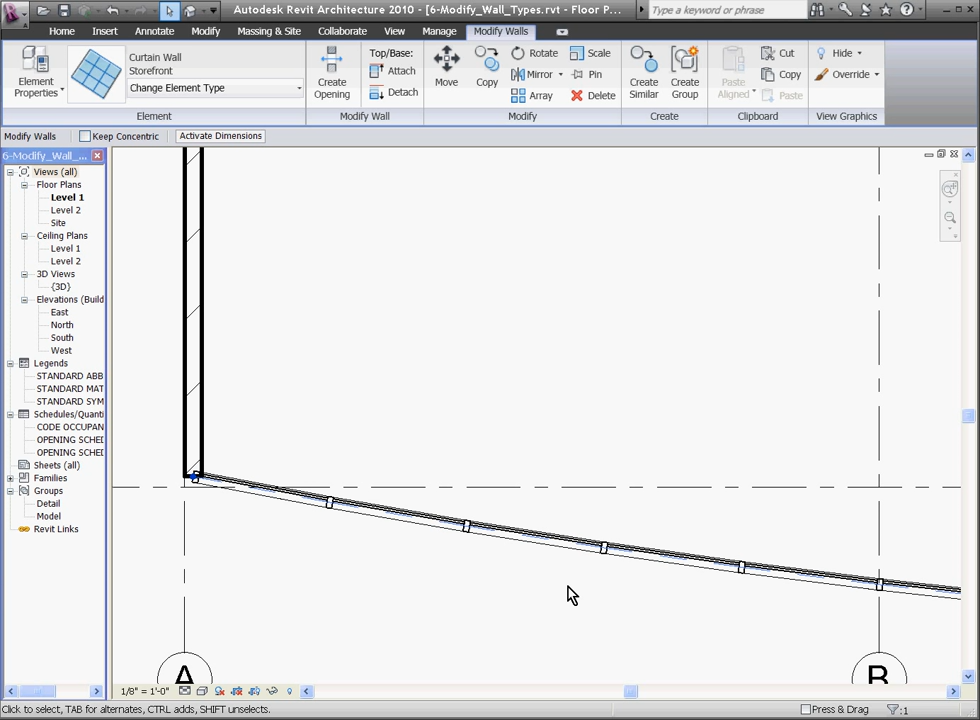 Autodesk Revit Architecture 2010 - [6-Modify_Wall_Types.rvt - Floor P...
Type a keyword or phrase
Home Insert Annotate Modify Massing & Site Collaborate View Manage Modify Walls
Element
Properties
Curtain Wall
Storefront
Change Element Type
Element
Create
Opening
Top/Base:
Attach
Detach
Modify Wall
Move
Copy
Rotate
Mirror
Array
Scale
Pin
Delete
Modify
Create
Similar
Create
Group
Create
Paste
Aligned
Cut
Copy
Paste
Clipboard
Hide
Override
View Graphics
Modify Walls
Keep Concentric
Activate Dimensions
6-Modify_Wall_...
Views (all)
Floor Plans
Level 1
Level 2
Site
Ceiling Plans
Level 1
Level 2
3D Views
{3D}
Elevations (Build
East
North
South
West
Legends
STANDARD ABB
STANDARD MAT
STANDARD SYM
Schedules/Quant
CODE OCCUPAN
OPENING SCHED
OPENING SCHED
Sheets (all)
Families
Groups
Detail
Model
Revit Links
A
B
1/8" = 1'-0"
Click to select, TAB for alternates, CTRL adds, SHIFT unselects.
Press & Drag
:1